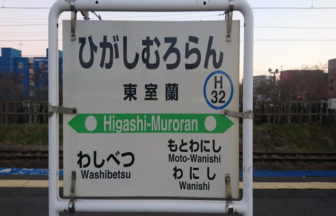 ひがしむろらん
東室蘭
H
32
Higashi-Muroran
わしべつ
Washibetsu
もとわにし
Moto-Wanishi
わにし
Wanishi